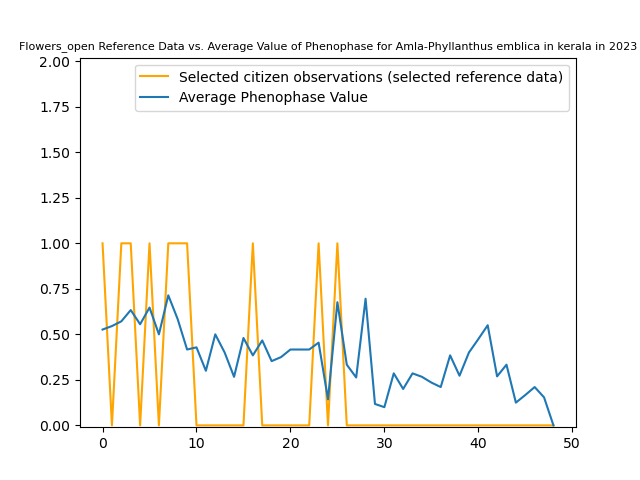 Flowers_open Reference Data vs. Average Value of Phenophase for Amla-Phyllanthus emblica in kerala in 2023
Selected citizen observations (selected reference data)
Average Phenophase Value
2.00
1.75
1.50
1.25
1.00
0.75
0.50
0.25
0.00
0 10 20 30 40 50